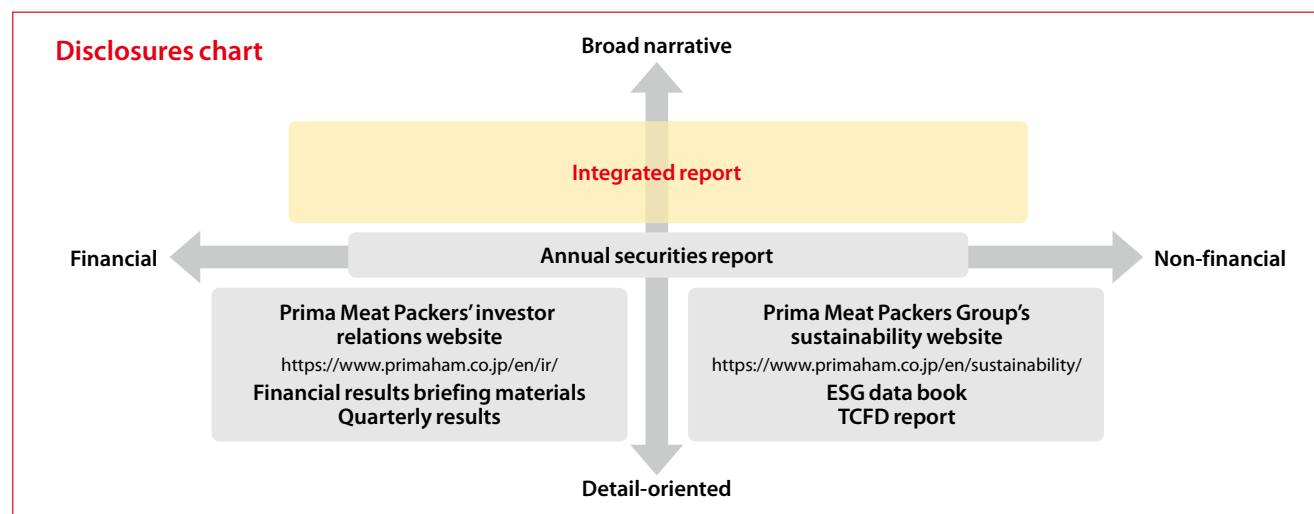 Disclosures chart
Broad narrative
Integrated report
Financial
Annual securities report
Non-financial
Prima Meat Packers' investor
relations website
https://www.primaham.co.jp/en/ir/
Financial results briefing materials
Quarterly results
Prima Meat Packers Group's
sustainability website
https://www.primaham.co.jp/en/sustainability/
ESG data book
TCFD report
Detail-oriented